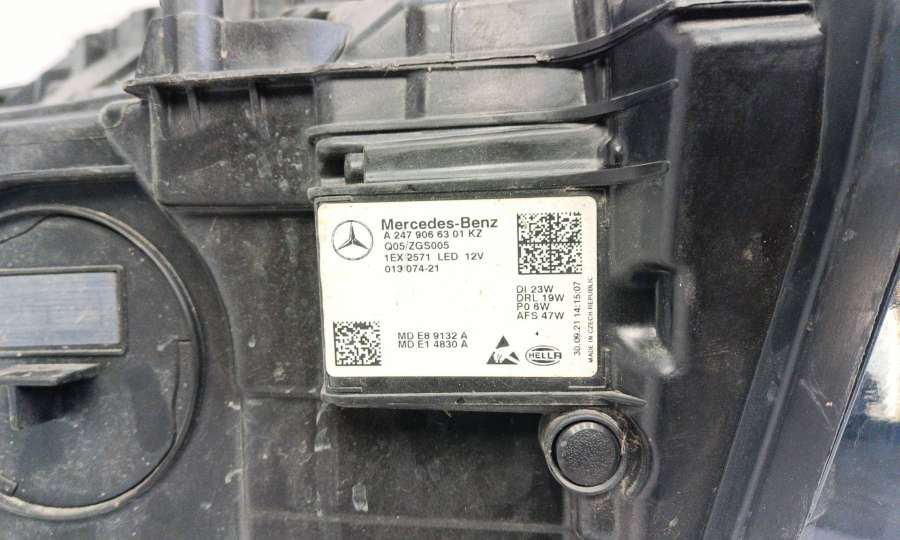 Mercedes-Benz
A 247 906 63 01 KZ
Q05/ZGS005
1EX 2571 LED 12V
013 074-21
DI 23W
DRL 19W
P0 6W
AFS 47W
MD E8 9132 A
MD E1 4830 A
HELLA
30.09.21 14:15:07
MADE IN CZECH REPUBLIC